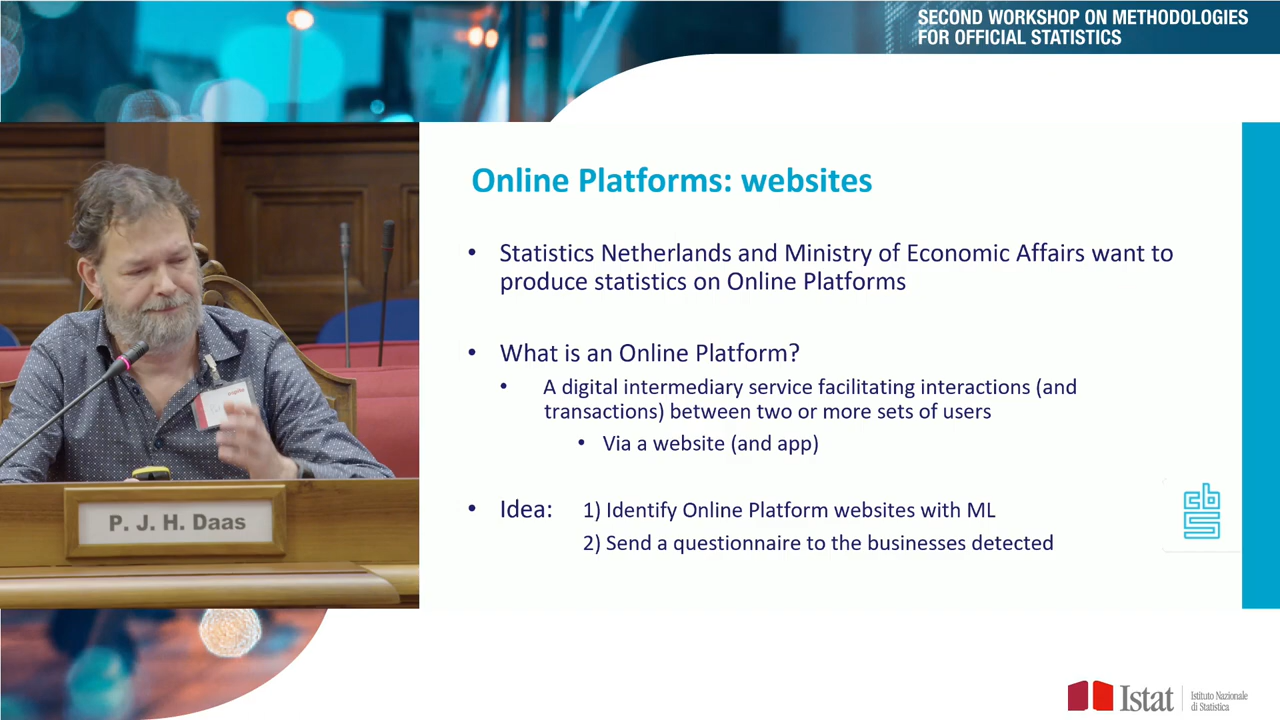 SECOND WORKSHOP ON METHODOLOGIES
FOR OFFICIAL STATISTICS
Online Platforms: websites
• Statistics Netherlands and Ministry of Economic Affairs want to
produce statistics on Online Platforms
• What is an Online Platform?
• A digital intermediary service facilitating interactions (and
transactions) between two or more sets of users
• Via a website (and app)
• Idea: 1) Identify Online Platform websites with ML
2) Send a questionnaire to the businesses detected
cbs
P. J. H. Daas
Istat
Istituto Nazionale
di Statistica